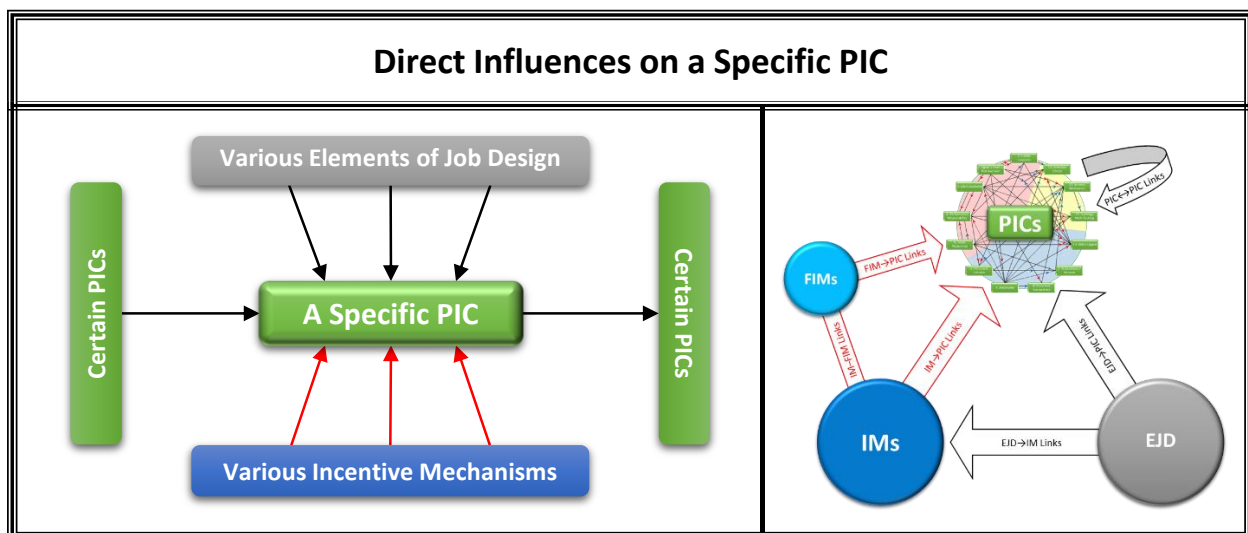 Direct Influences on a Specific PIC
Various Elements of Job Design
Certain PICs
A Specific PIC
Certain PICs
Various Incentive Mechanisms
PIC↔PIC Links
PICs
FIM→PIC Links
FIMs
IM–FIM Links
IM→PIC Links
EJD→PIC Links
IMs
EJD→IM Links
EJD